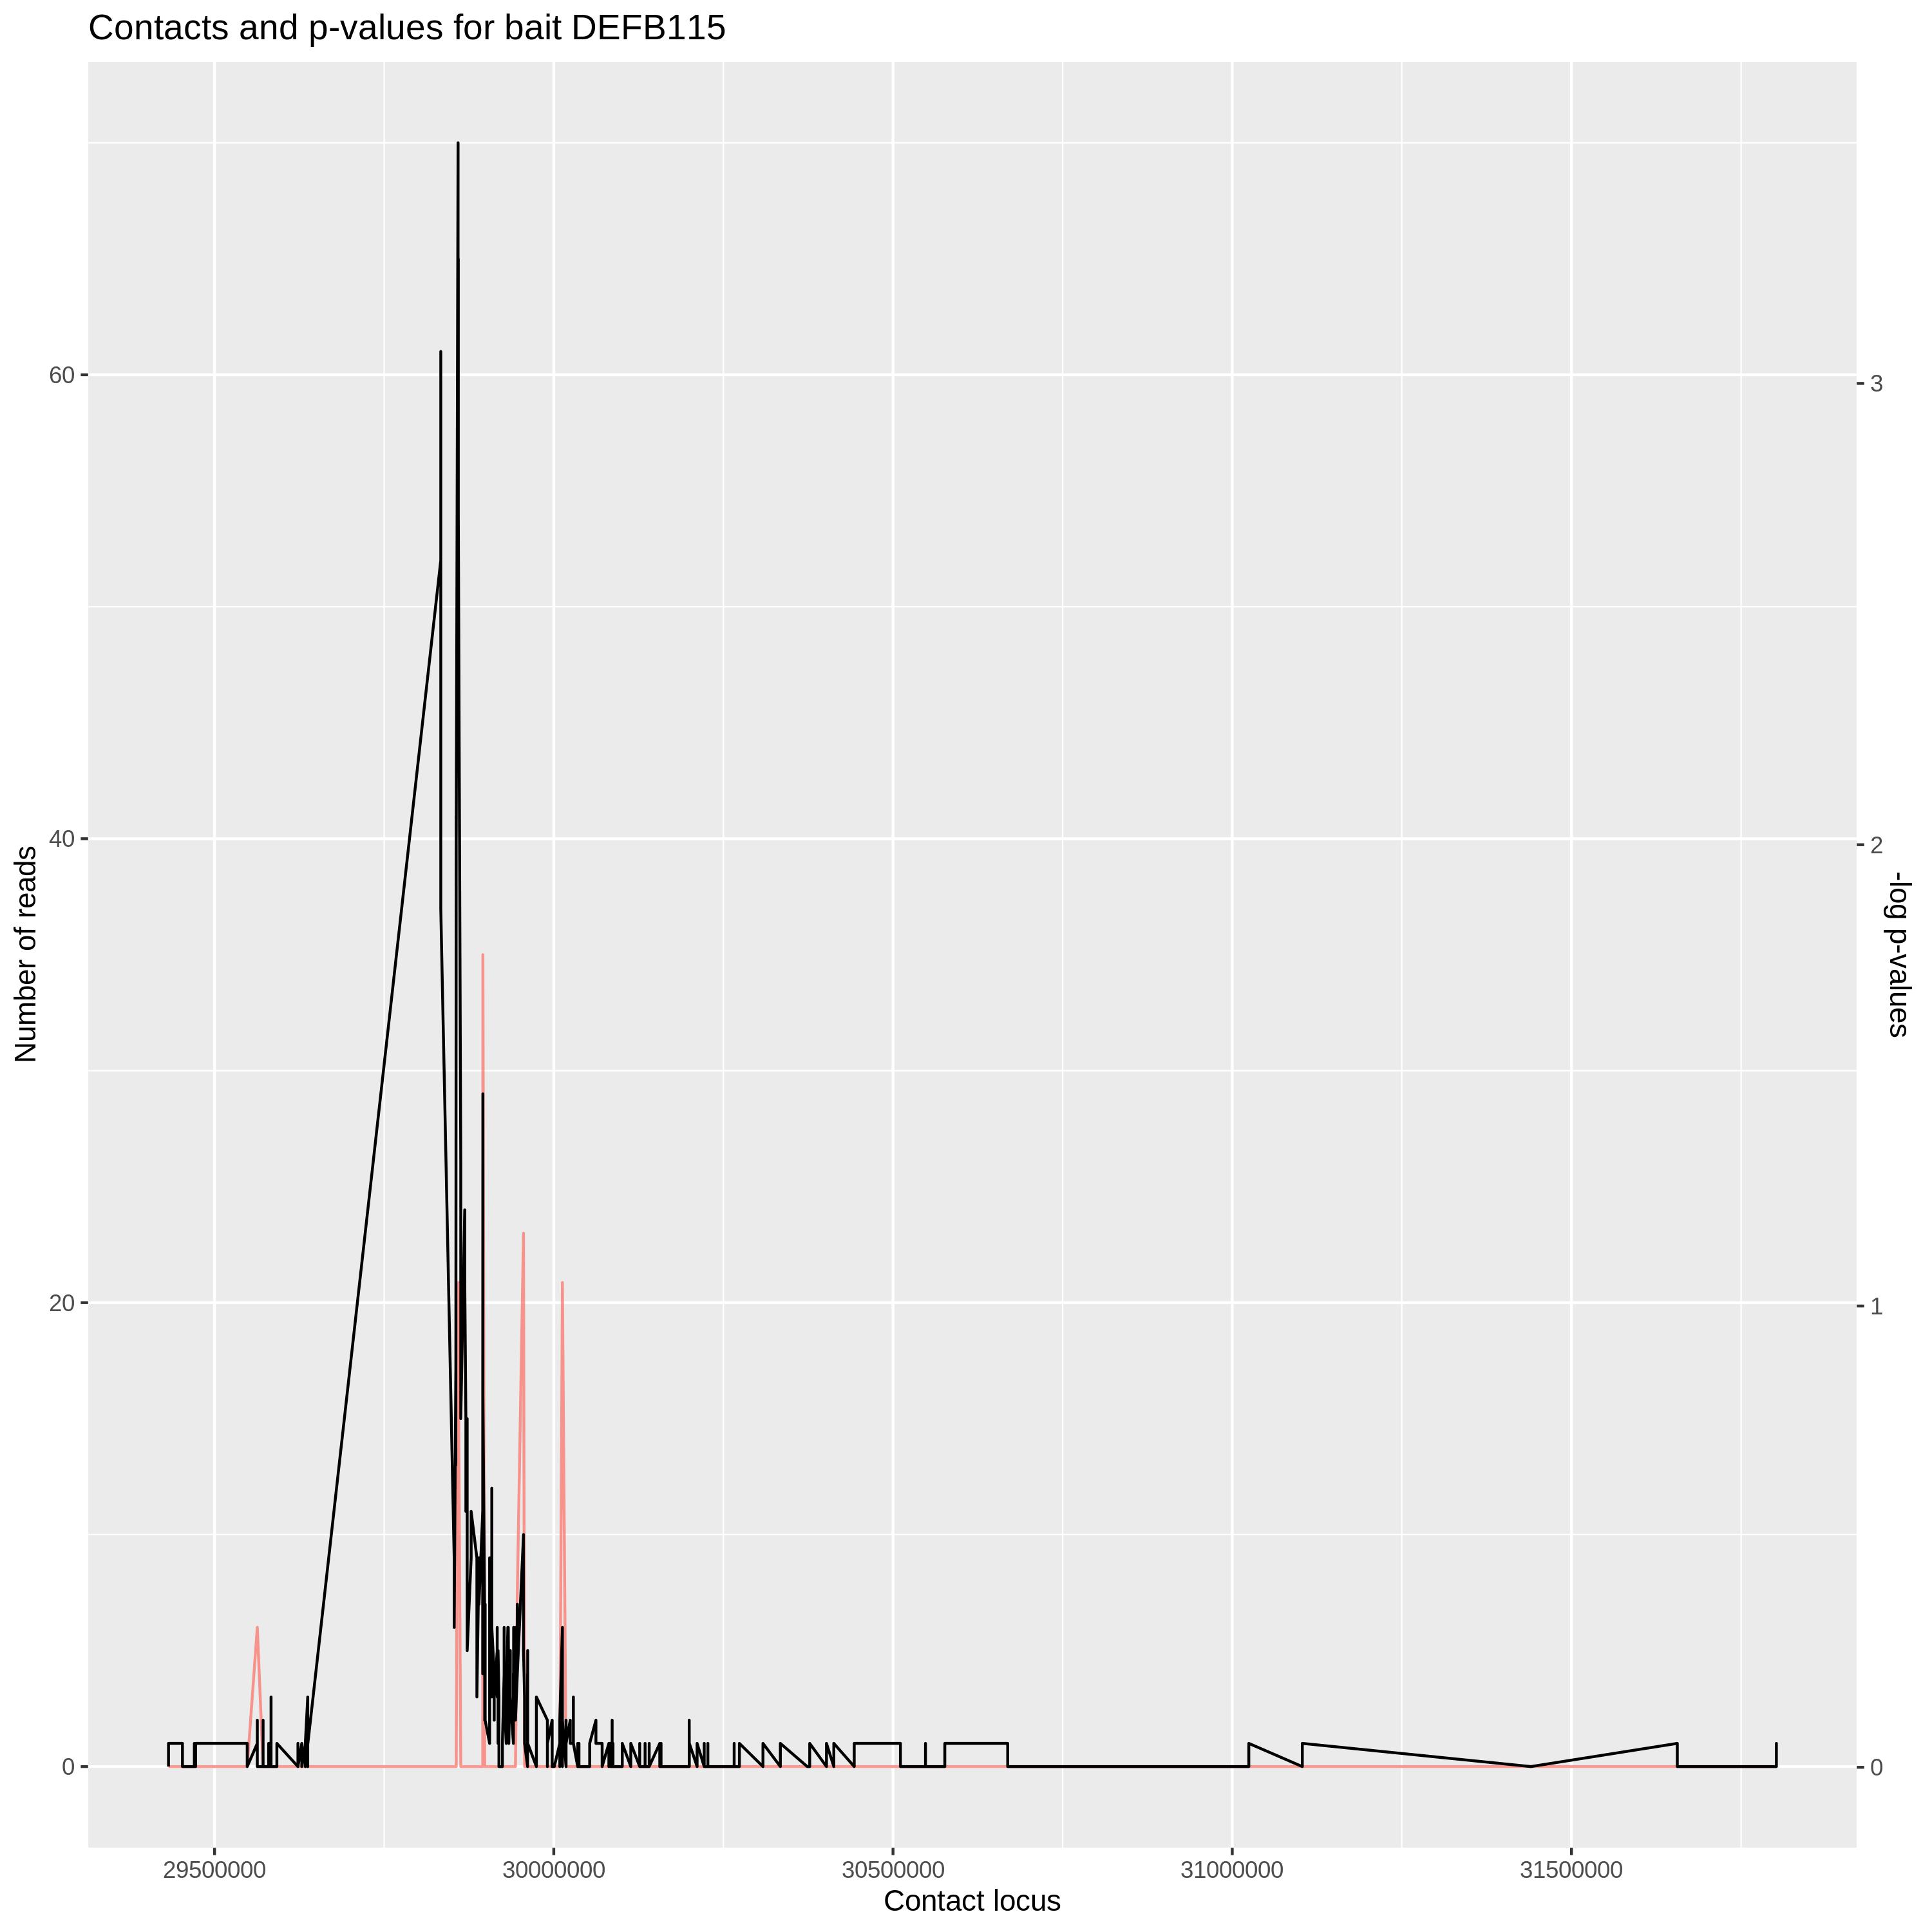 Contacts and p-values for bait DEFB115
Number of reads
60
40
20
0
3
2
1
0
-log p-values
29500000 30000000 30500000 31000000 31500000
Contact locus